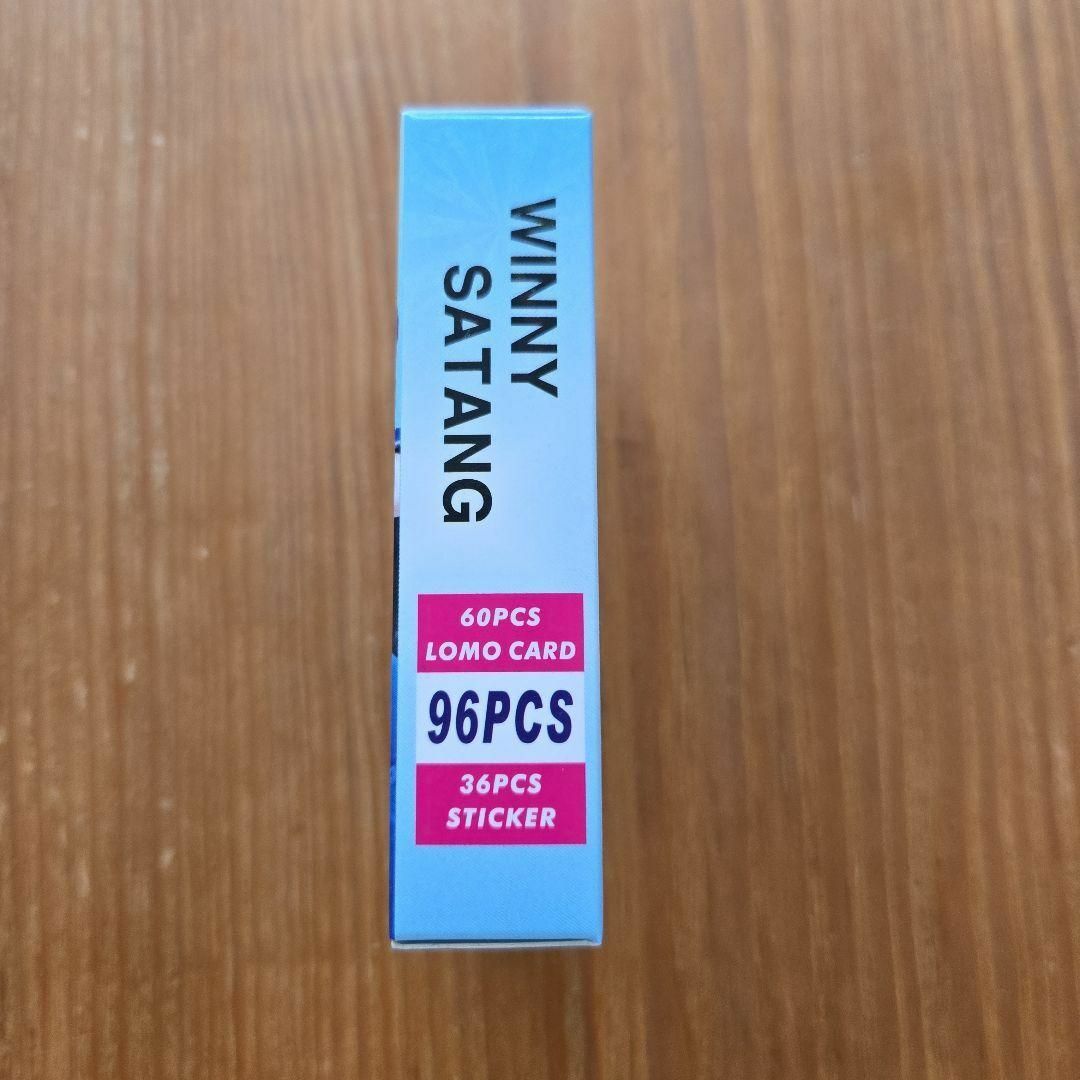 WINNY
SATANG
60PCS
LOMO CARD
96PCS
36PCS
STICKER